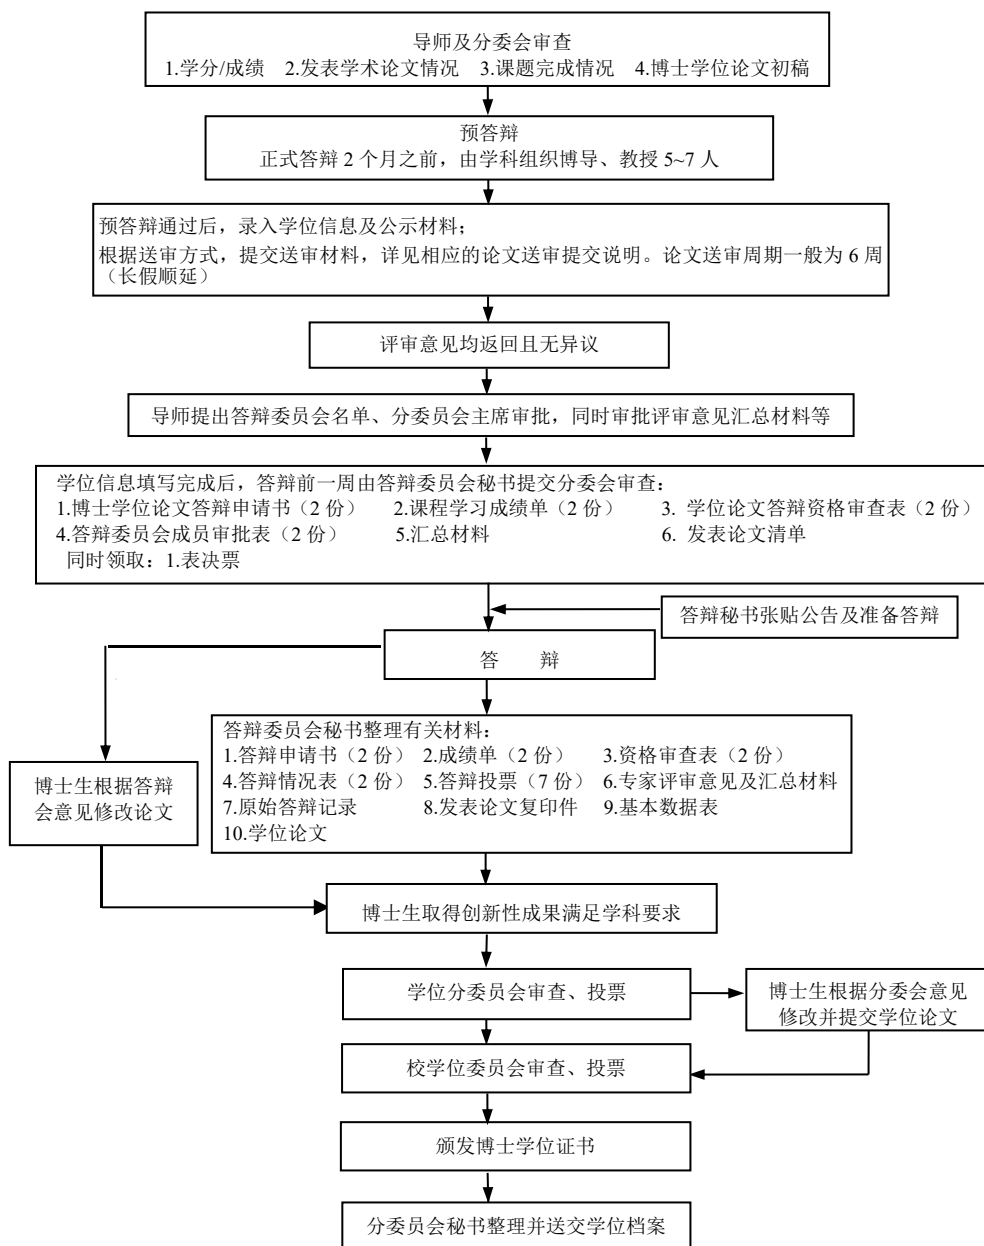 导师及分委会审查
1.学分/成绩 2.发表学术论文情况 3.课题完成情况 4.博士学位论文初稿
预答辩
正式答辩 2 个月之前，由学科组织博导、教授 5~7 人
预答辩通过后，录入学位信息及公示材料；
根据送审方式，提交送审材料，详见相应的论文送审提交说明。论文送审周期一般为 6 周
（长假顺延）
评审意见均返回且无异议
导师提出答辩委员会名单、分委员会主席审批，同时审批评审意见汇总材料等
学位信息填写完成后，答辩前一周由答辩委员会秘书提交分委会审查：
1.博士学位论文答辩申请书（2 份） 2.课程学习成绩单（2 份） 3. 学位论文答辩资格审查表（2 份）
4.答辩委员会成员审批表（2 份） 5.汇总材料 6. 发表论文清单
同时领取：1.表决票
答辩秘书张贴公告及准备答辩
答 辩
答辩委员会秘书整理有关材料：
1.答辩申请书（2 份） 2.成绩单（2 份） 3.资格审查表（2 份）
4.答辩情况表（2 份） 5.答辩投票（7 份） 6.专家评审意见及汇总材料
7.原始答辩记录 8.发表论文复印件 9.基本数据表
10.学位论文
博士生根据答辩
会意见修改论文
博士生取得创新性成果满足学科要求
学位分委员会审查、投票
博士生根据分委会意见
修改并提交学位论文
校学位委员会审查、投票
颁发博士学位证书
分委员会秘书整理并送交学位档案